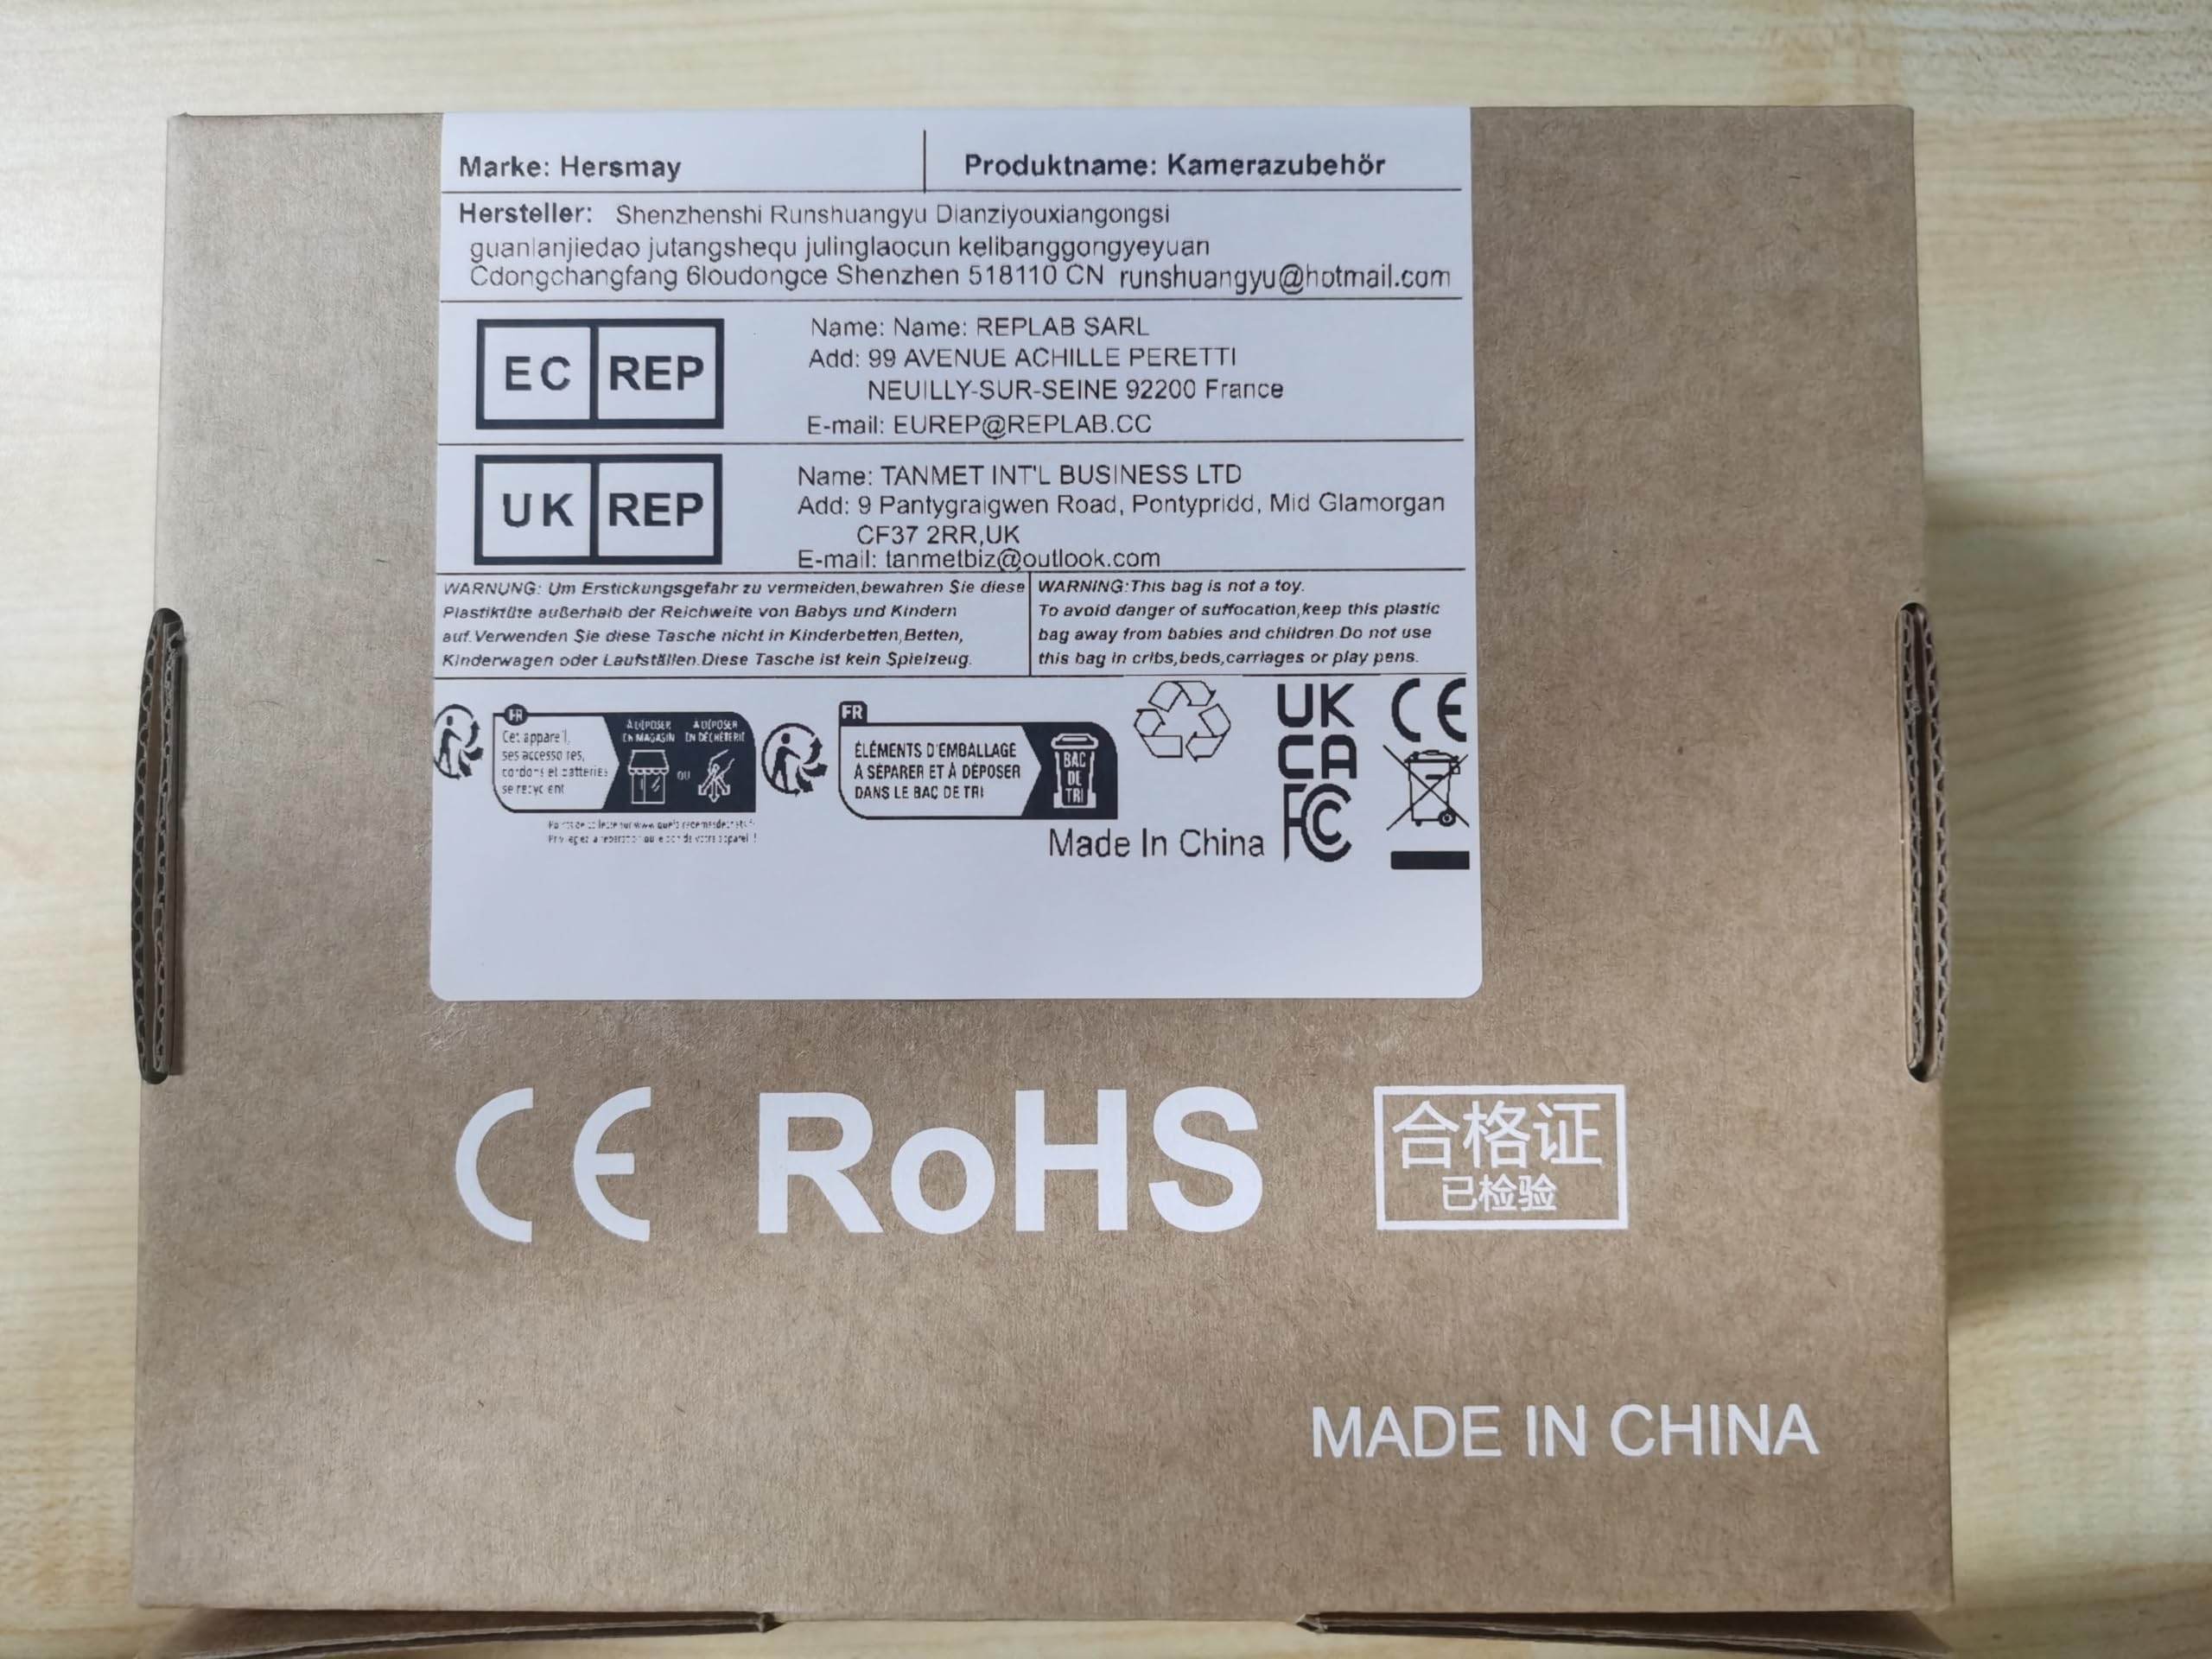 Marke: Hersmay
Produktname: Kamerazubehör
Hersteller: Shenzhenshi Runshuangyu Dianziyouxiangongsi
guanlanjiedao jutangshequ julinglaocun kelibanggongyeyuan
Cdongchangfang 6loudongce Shenzhen 518110 CN runshuangyu@hotmail.com
EC REP
Name: Name: REPLAB SARL
Add: 99 AVENUE ACHILLE PERETTI
NEUILLY-SUR-SEINE 92200 France
E-mail: EUREP@REPLAB.CC
UK REP
Name: TANMET INT'L BUSINESS LTD
Add: 9 Pantygraigwen Road, Pontypridd, Mid Glamorgan
CF37 2RR,UK
E-mail: tanmetbiz@outlook.com
WARNUNG: Um Erstickungsgefahr zu vermeiden,bewahren Sie diese
Plastiktüte außerhalb der Reichweite von Babys und Kindern
auf.Verwenden Sie diese Tasche nicht in Kinderbetten,Betten,
Kinderwagen oder Laufställen.Diese Tasche ist kein Spielzeug.
WARNING:This bag is not a toy.
To avoid danger of suffocation,keep this plastic
bag away from babies and children.Do not use
this bag in cribs,beds,carriages or play pens.
FR
Cet appareil,
ses accessoires,
cordons et batteries
se recyclent
À DÉPOSER
EN MAGASIN
OU
À DÉPOSER
EN DÉCHÈTERIE
FR
ÉLÉMENTS D'EMBALLAGE
À SÉPARER ET À DÉPOSER
DANS LE BAC DE TRI
BAC
DE
TRI
UK
CA
CE
FC
Made In China
CE RoHS
合格证
已检验
MADE IN CHINA